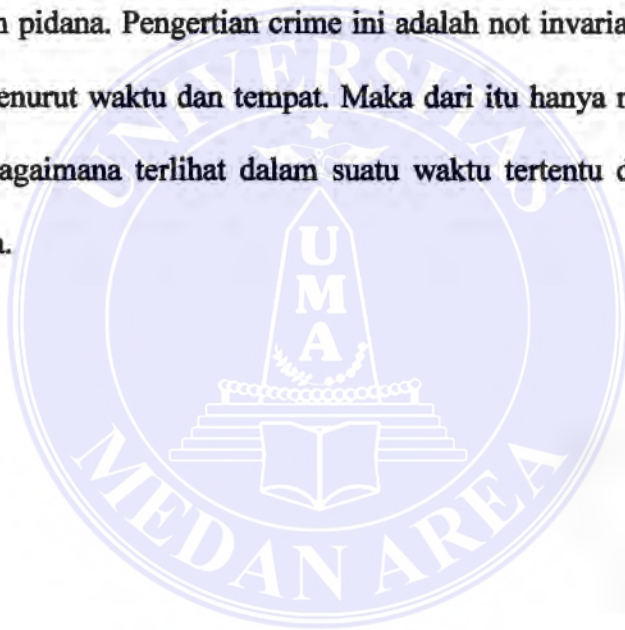 pidana. Pengertian crime ini adalah not
enurut waktu dan tempat. Maka dari itu hanya
agaimana terlihat dalam suatu waktu tertentu
UNIVERSITAS
UMA
MEDAN AREA